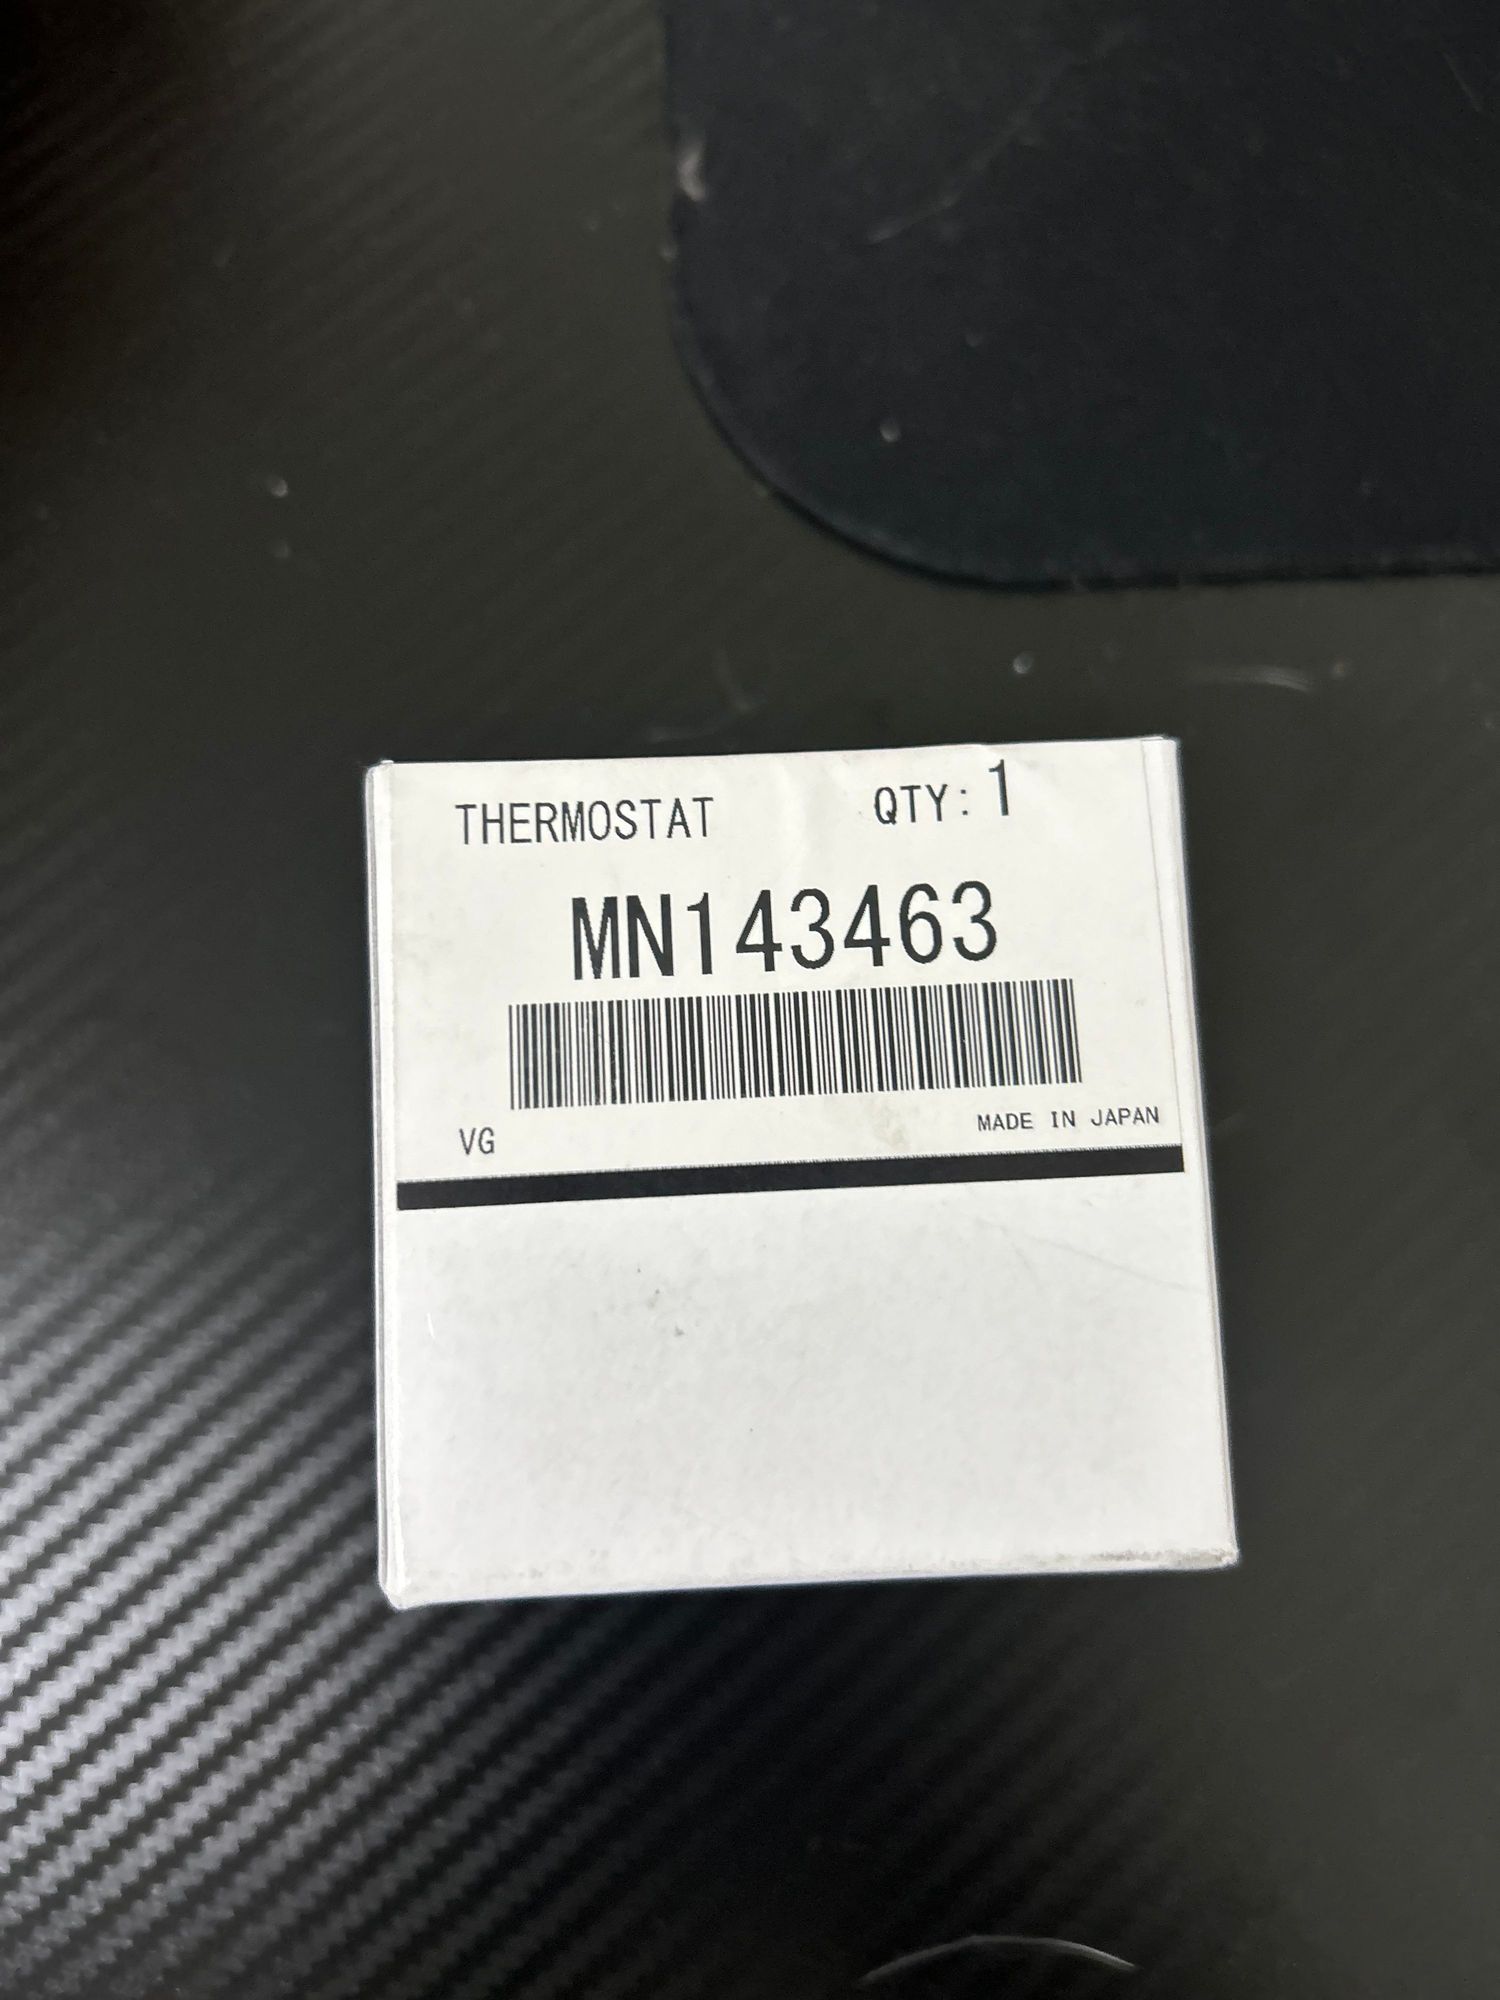 THERMOSTAT QTY: 1
MN143463
VG MADE IN JAPAN